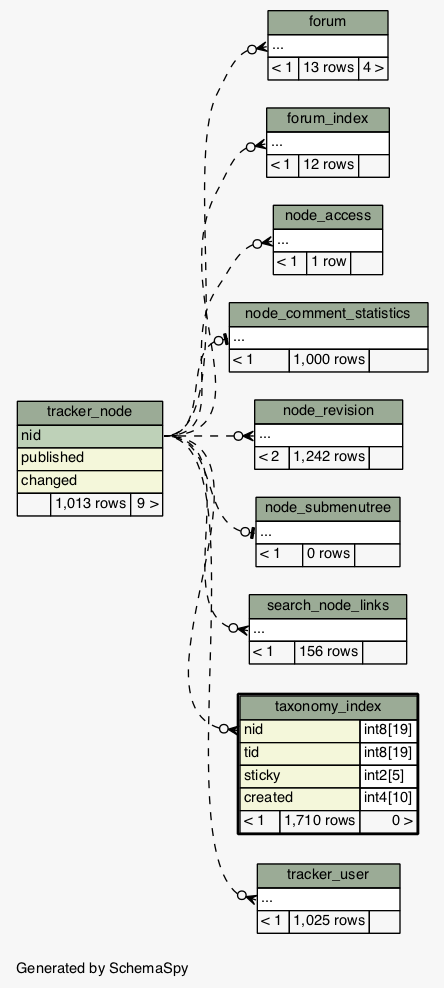 forum
...
< 1 13 rows 4 >
forum_index
...
< 1 12 rows
node_access
...
< 1 1 row
node_comment_statistics
...
< 1 1,000 rows
tracker_node
nid
published
changed
1,013 rows 9 >
node_revision
...
< 2 1,242 rows
node_submenutree
...
< 1 0 rows
search_node_links
...
< 1 156 rows
taxonomy_index
nid int8[19]
tid int8[19]
sticky int2[5]
created int4[10]
< 1 1,710 rows 0 >
tracker_user
...
< 1 1,025 rows
Generated by SchemaSpy